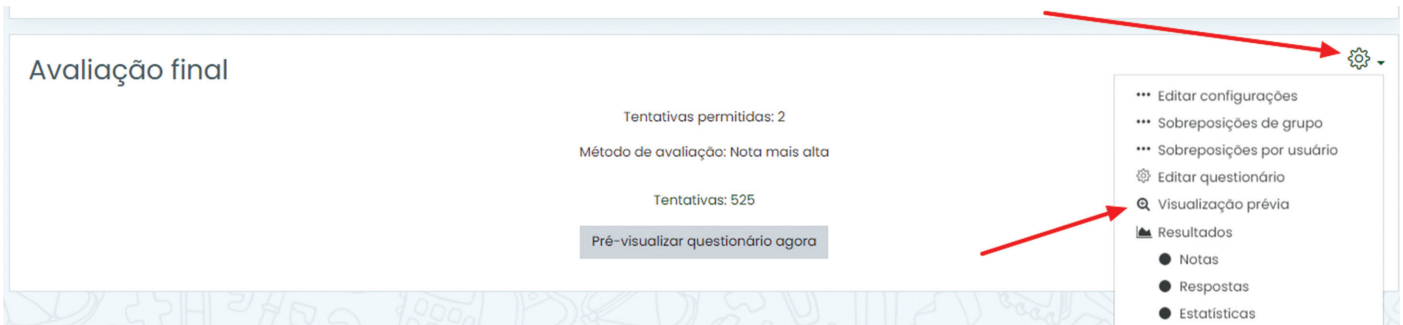 Avaliação final
Tentativas permitidas: 2
Método de avaliação: Nota mais alta
Tentativas: 525
Pré-visualizar questionário agora
Editar configurações
Sobreposições de grupo
Sobreposições por usuário
Editar questionário
Visualização prévia
Resultados
Notas
Respostas
Estatísticas